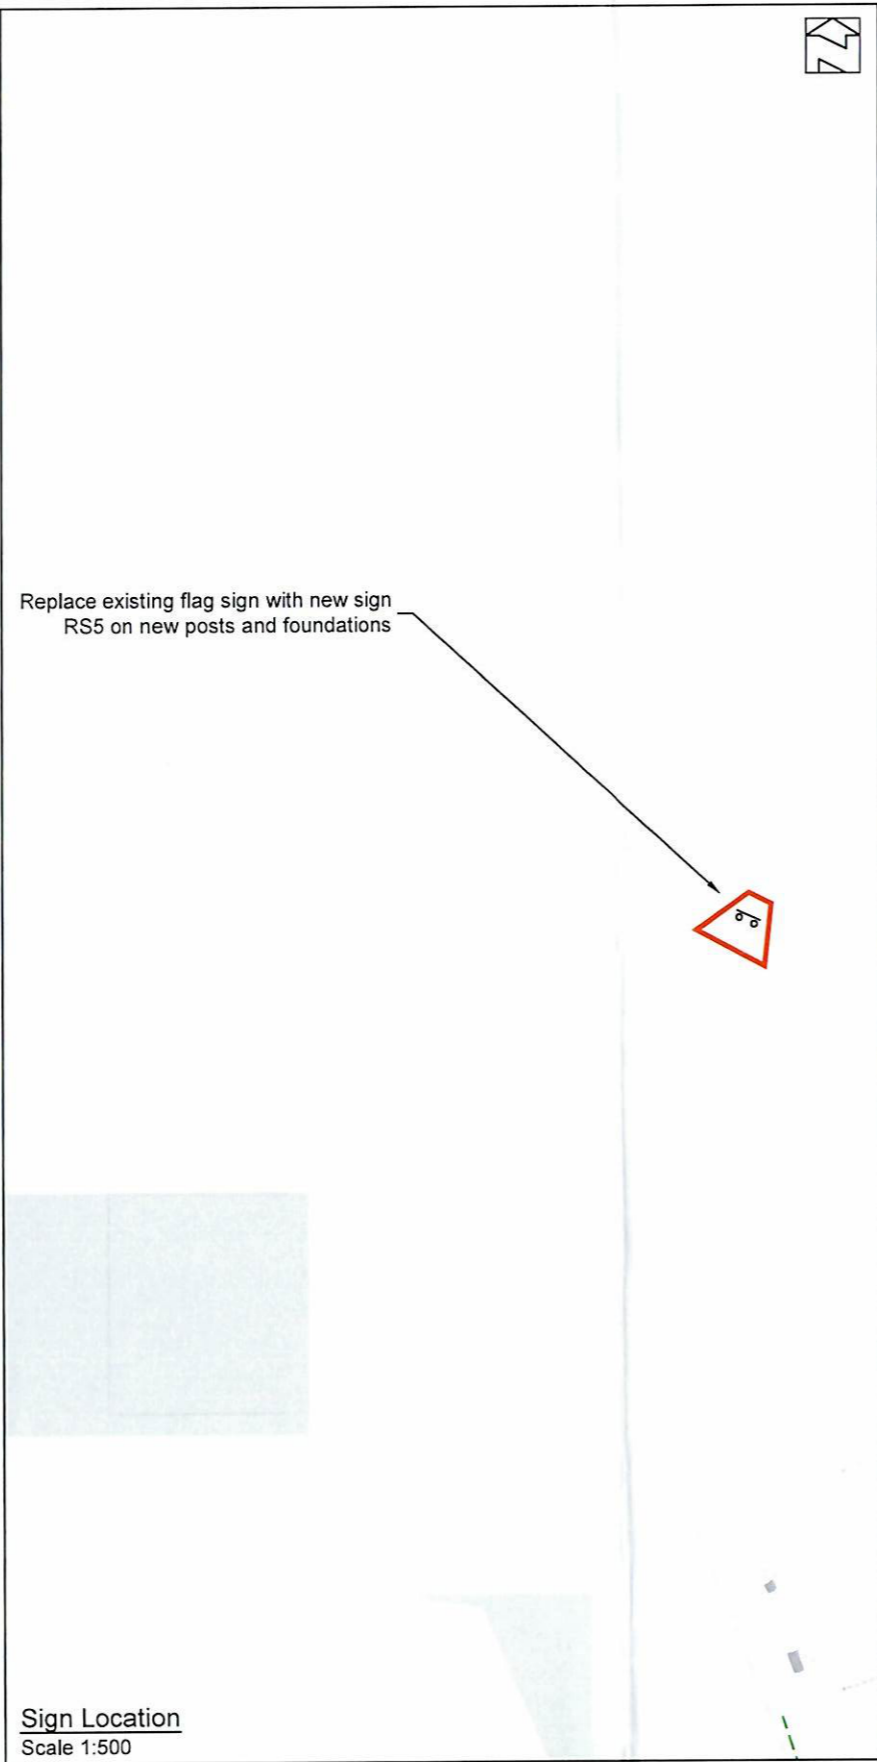 N
Replace existing flag sign with new sign
RS5 on new posts and foundations
Sign Location
Scale 1:500